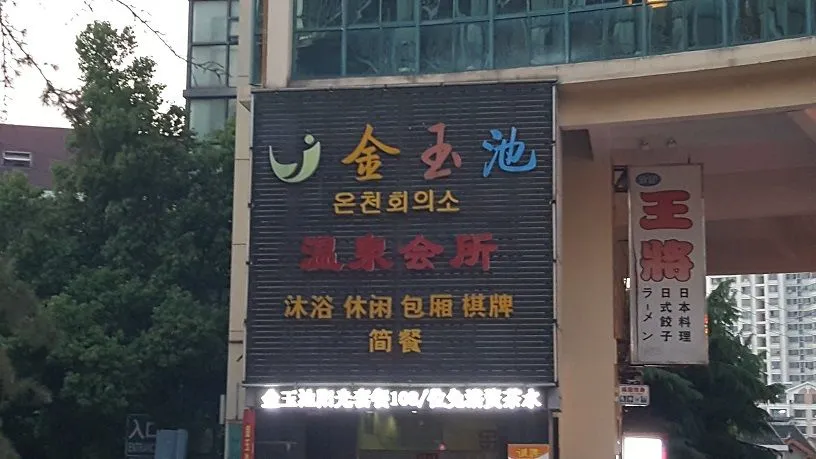 金玉池
온천회의소
温泉会所
沐浴 休闲 包厢 棋牌
简餐
王将
日本料理
日式餃子
ラーメン
入口